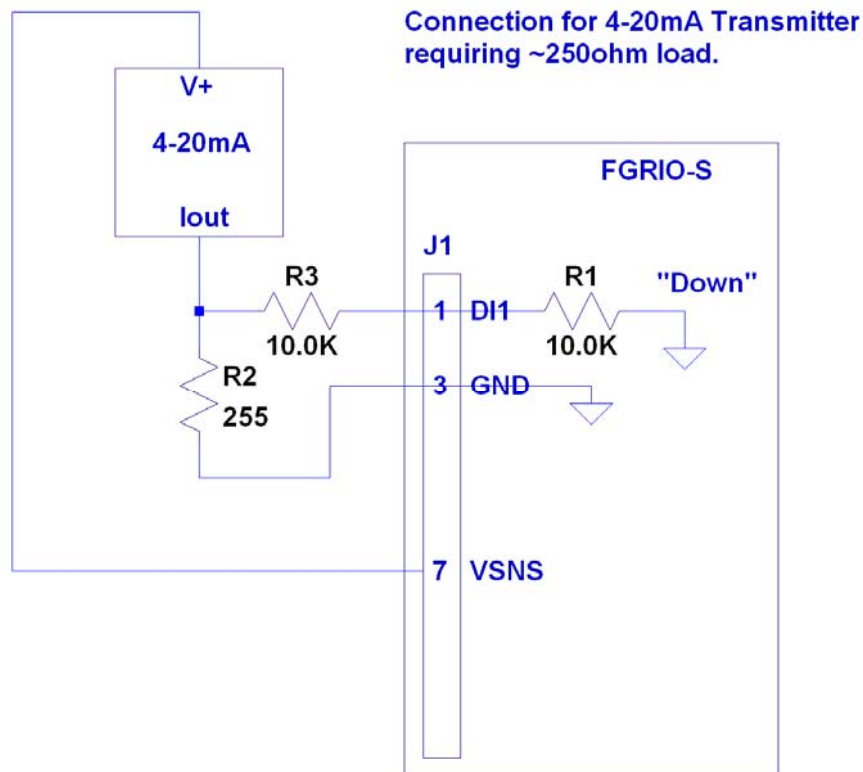 Connection for 4-20mA Transmitter
requiring ~250ohm load.
V+
4-20mA
Iout
FGRIO-S
J1
R3
10.0K
1
DI1
R1
10.0K
"Down"
R2
255
3
GND
7
VSNS